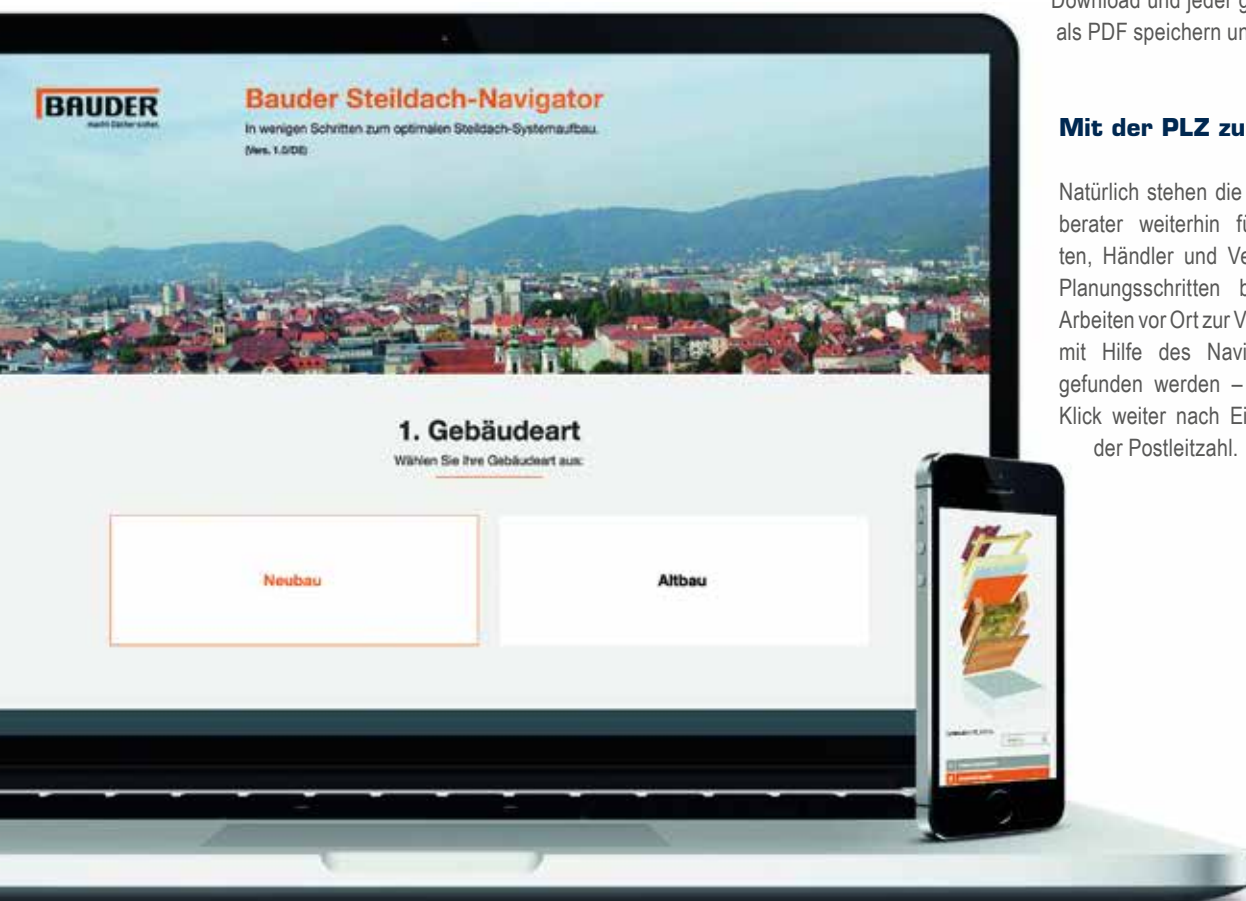 BAUDER
macht Dächer sicher.
Bauder Steildach-Navigator
In wenigen Schritten zum optimalen Steildach-Systemaufbau.
(Vers. 1.0/DE)
1. Gebäudeart
Wählen Sie Ihre Gebäudeart aus:
Neubau
Altbau
Download und jeder g
als PDF speichern un
Mit der PLZ zu
Natürlich stehen die
berater weiterhin fü
ten, Händler und Ve
Planungsschritten b
Arbeiten vor Ort zur V
mit Hilfe des Navi
gefunden werden –
Klick weiter nach Ei
der Postleitzahl.